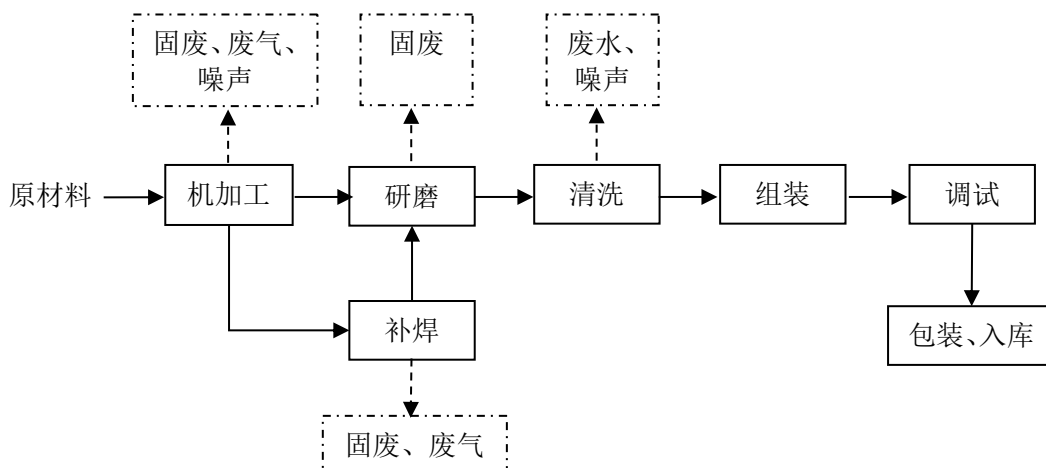 固废、废气、
噪声
固废
废水、
噪声
原材料
机加工
研磨
清洗
组装
调试
补焊
包装、入库
固废、废气